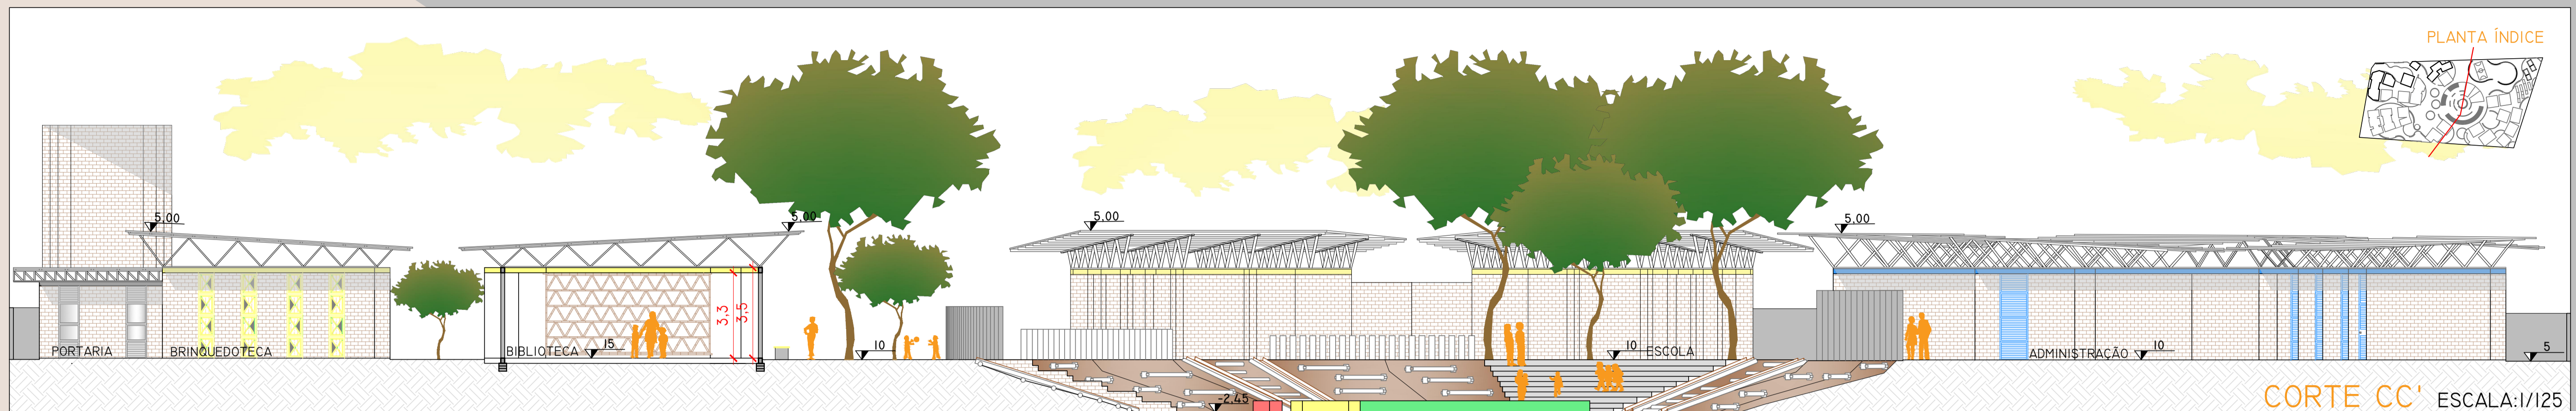 PLANTA ÍNDICE
5,00
5,00
5,00
5,00
3,3
3,5
PORTARIA
BRINQUEDOTECA
BIBLIOTECA
15
10
10
ESCOLA
ADMINISTRAÇÃO
10
5
-2,45
CORTE CC' ESCALA:1/125